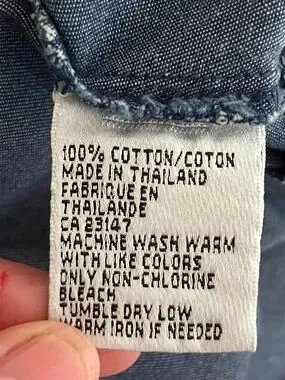 100% COTTON/COTON
MADE IN THAILAND
FABRIQUE EN
THAILANDE
CA 23147
MACHINE WASH WARM
WITH LIKE COLORS
ONLY NON-CHLORINE
BLEACH
TUMBLE DRY LOW
WARM IRON IF NEEDED